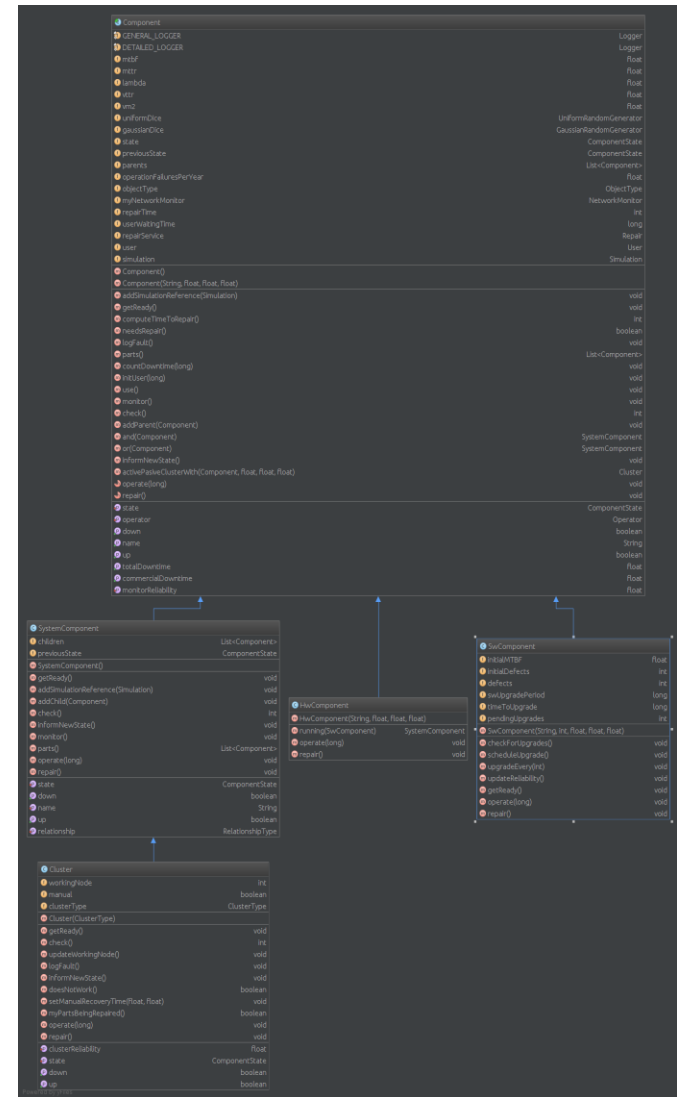 Component
GENERAL_LOGGER Logger
DETAILED_LOGGER Logger
mtbf float
mttr float
lambda float
vttr float
vm2 float
uniformDice UniformRandomGenerator
gaussianDice GaussianRandomGenerator
state ComponentState
previousState ComponentState
parents List<Component>
operationFailuresPerYear float
objectType ObjectType
myNetworkMonitor NetworkMonitor
repairTime int
userWaitingTime long
repairService Repair
user User
simulation Simulation
Component()
Component(String, float, float, float)
addSimulationReference(Simulation) void
getReady() void
computeTimeToRepair() int
needsRepair() boolean
logFault() void
parts() List<Component>
countDowntime(long) void
initUser(long) void
use() void
monitor() void
check() int
addParent(Component) void
and(Component) SystemComponent
or(Component) SystemComponent
informNewState() void
activePasiveClusterWith(Component, float, float, float) Cluster
operate(long) void
repair() void
state ComponentState
operator Operator
down boolean
name String
up boolean
totalDowntime float
commercialDowntime float
monitorReliability float
SystemComponent
children List<Component>
previousState ComponentState
SystemComponent()
getReady() void
addSimulationReference(Simulation) void
addChild(Component) void
check() int
informNewState() void
monitor() void
parts() List<Component>
operate(long) void
repair() void
state ComponentState
down boolean
name String
up boolean
relationship RelationshipType
HwComponent
HwComponent(String, float, float, float)
running(SwComponent) SystemComponent
operate(long) void
repair() void
SwComponent
initialMTBF float
initialDefects int
defects int
swUpgradePeriod long
timeToUpgrade long
pendingUpgrades int
SwComponent(String, int, float, float, float)
checkForUpgrades() void
scheduleUpgrade() void
upgradeEvery(int) void
updateReliability() void
getReady() void
operate(long) void
repair() void
Cluster
workingNode int
manual boolean
clusterType ClusterType
Cluster(ClusterType)
getReady() void
check() int
updateWorkingNode() void
logFault() void
informNewState() void
doesNotWork() boolean
setManualRecoveryTime(float, float) void
myPartsBeingRepaired() boolean
operate(long) void
repair() void
clusterReliability float
state ComponentState
down boolean
up boolean
Powered by yFiles